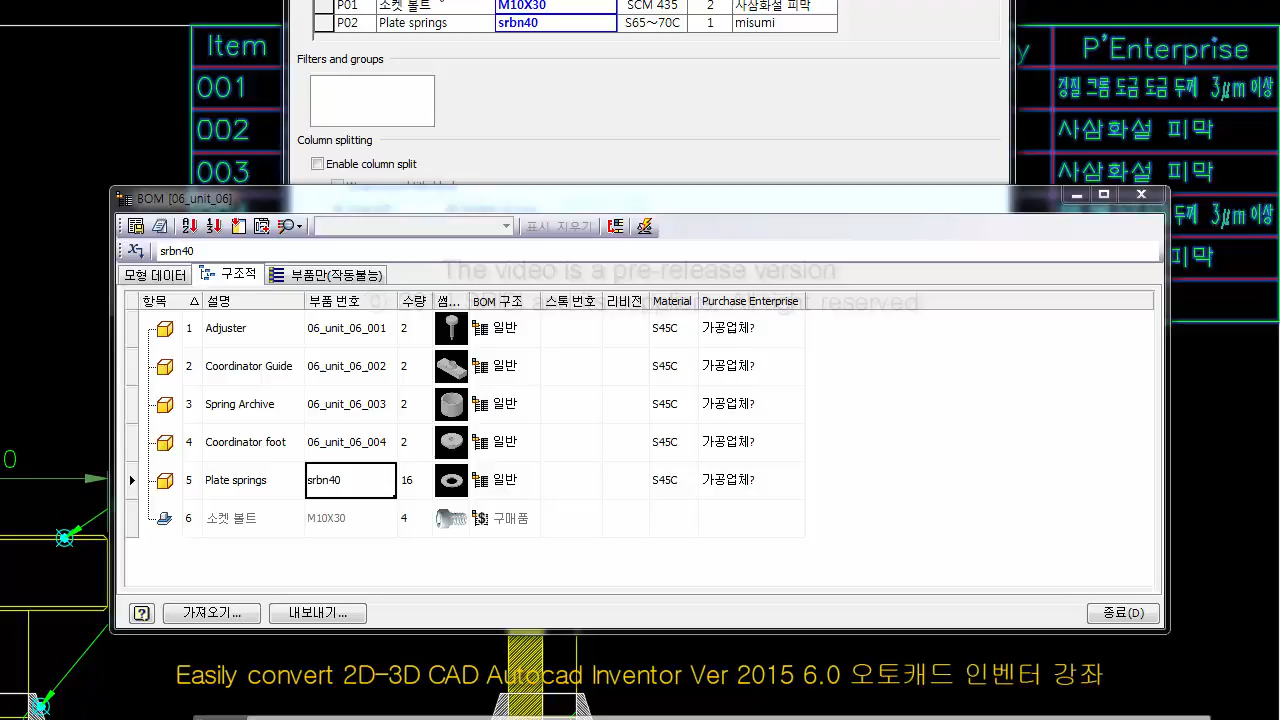 P01 소켓 볼트 M10X30 SCM 435 2 사삼화설 피막
P02 Plate springs srbn40 S65~70C 1 misumi
Item y P'Enterprise
Filters and groups
001 경질 크롬 도금 도금 두께 3μm 이상
002 사삼화설 피막
Column splitting
Enable column split
003 사삼화설 피막
BOM [06_unit_06]
두께 3μm 이상
표시 지우기
srbn40
피막
모형 데이터 구조적 부품만(작동불능)
The video is a pre-release version
항목 설명 부품 번호 수량 썸... BOM 구조 스톡 번호 리비전 Material Purchase Enterprise
1 Adjuster 06_unit_06_001 2 일반 S45C 가공업체?
2 Coordinator Guide 06_unit_06_002 2 일반 S45C 가공업체?
3 Spring Archive 06_unit_06_003 2 일반 S45C 가공업체?
4 Coordinator foot 06_unit_06_004 2 일반 S45C 가공업체?
0
5 Plate springs srbn40 16 일반 S45C 가공업체?
6 소켓 볼트 M10X30 4 구매품
가져오기... 내보내기... 종료(D)
Easily convert 2D-3D CAD Autocad Inventor Ver 2015 6.0 오토캐드 인벤터 강좌